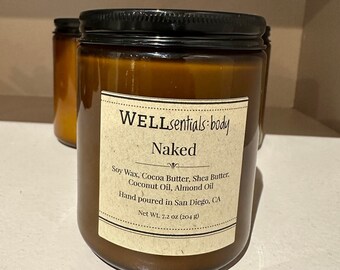 WELLsentials:body
Naked
Soy Wax, Cocoa Butter, Shea Butter,
Coconut Oil, Almond Oil
Hand poured in San Diego, CA
Net Wt. 7.2 oz (204 g)